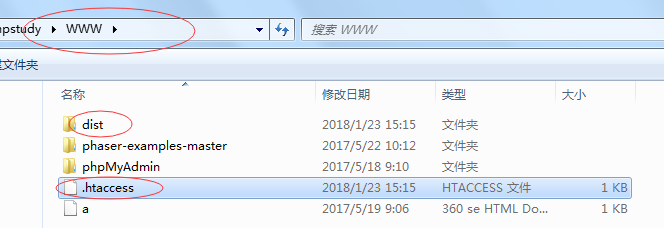 npstudy ▸ WWW ▸ 搜索 WWW
文件夹
名称 修改日期 类型 大小
dist 2018/1/23 15:15 文件夹
phaser-examples-master 2017/5/22 10:12 文件夹
phpMyAdmin 2017/5/18 9:10 文件夹
.htaccess 2018/1/23 15:15 HTACCESS 文件 1 KB
a 2017/5/19 9:06 360 se HTML Do... 1 KB